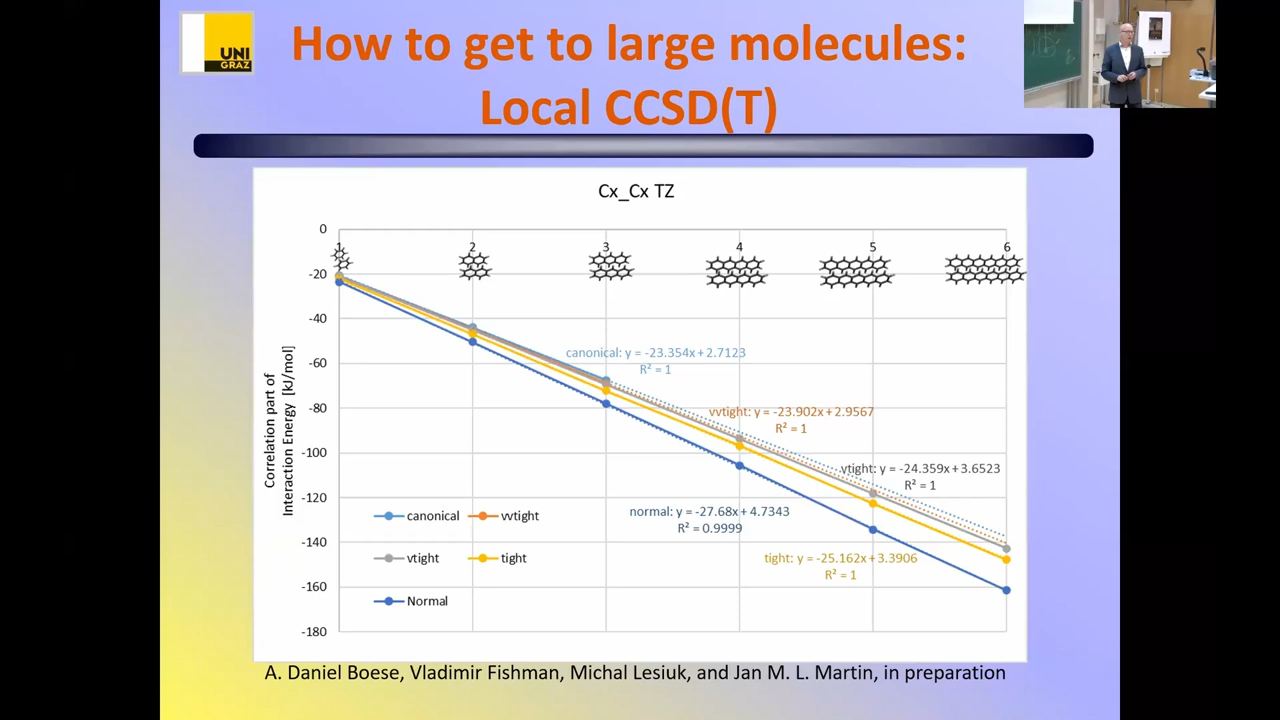 UNI
GRAZ
How to get to large molecules:
Local CCSD(T)
Cx_Cx TZ
Correlation part of
Interaction Energy [kJ/mol]
0
-20
-40
-60
-80
-100
-120
-140
-160
-180
1
2
3
4
5
6
canonical: y = -23.354x + 2.7123
R² = 1
vvtight: y = -23.902x + 2.9567
R² = 1
vtight: y = -24.359x + 3.6523
R² = 1
normal: y = -27.68x + 4.7343
R² = 0.9999
tight: y = -25.162x + 3.3906
R² = 1
canonical
vvtight
vtight
tight
Normal
A. Daniel Boese, Vladimir Fishman, Michal Lesiuk, and Jan M. L. Martin, in preparation